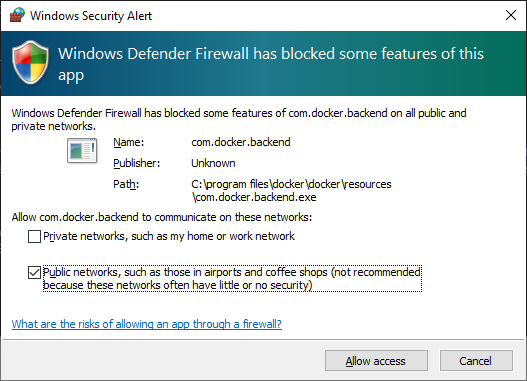 Windows Security Alert
Windows Defender Firewall has blocked some features of this
app
Windows Defender Firewall has blocked some features of com.docker.backend on all public and
private networks.
Name: com.docker.backend
Publisher: Unknown
Path: C:\program files\docker\docker\resources
\com.docker.backend.exe
Allow com.docker.backend to communicate on these networks:
Private networks, such as my home or work network
Public networks, such as those in airports and coffee shops (not recommended
because these networks often have little or no security)
What are the risks of allowing an app through a firewall?
Allow access Cancel